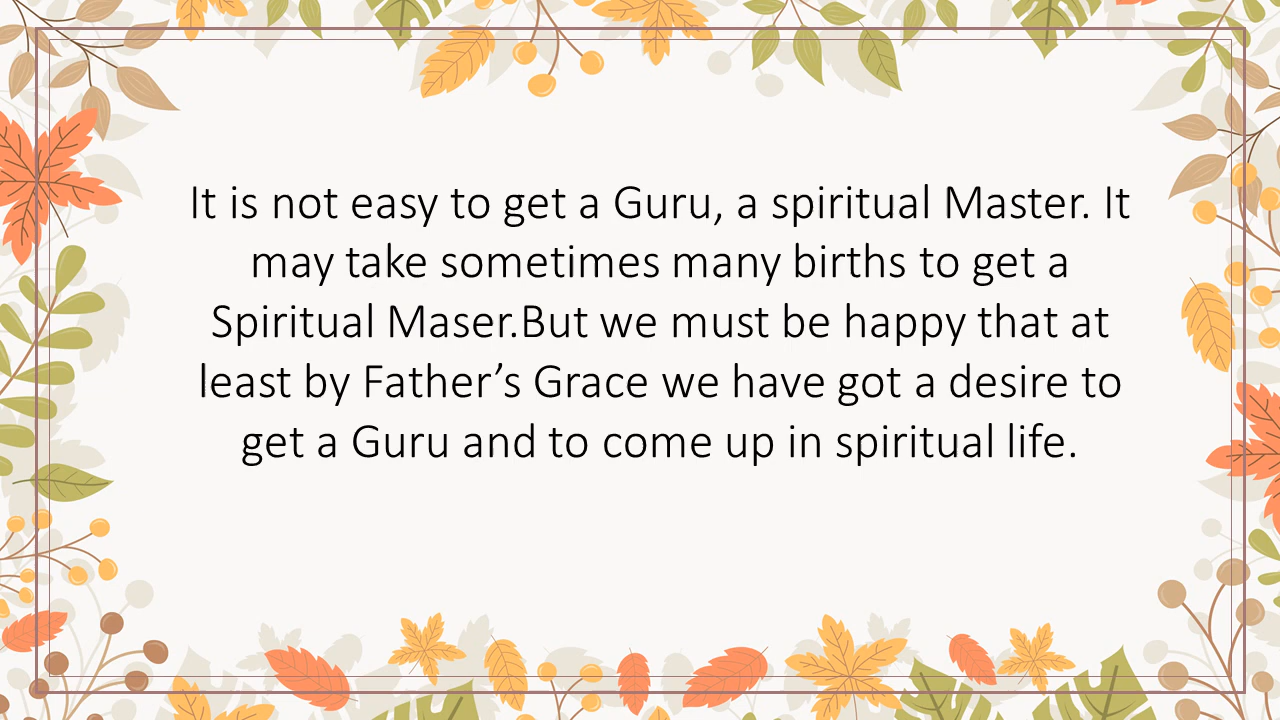 It is not easy to get a Guru, a spiritual Master. It
may take sometimes many births to get a
Spiritual Maser.But we must be happy that at
least by Father’s Grace we have got a desire to
get a Guru and to come up in spiritual life.